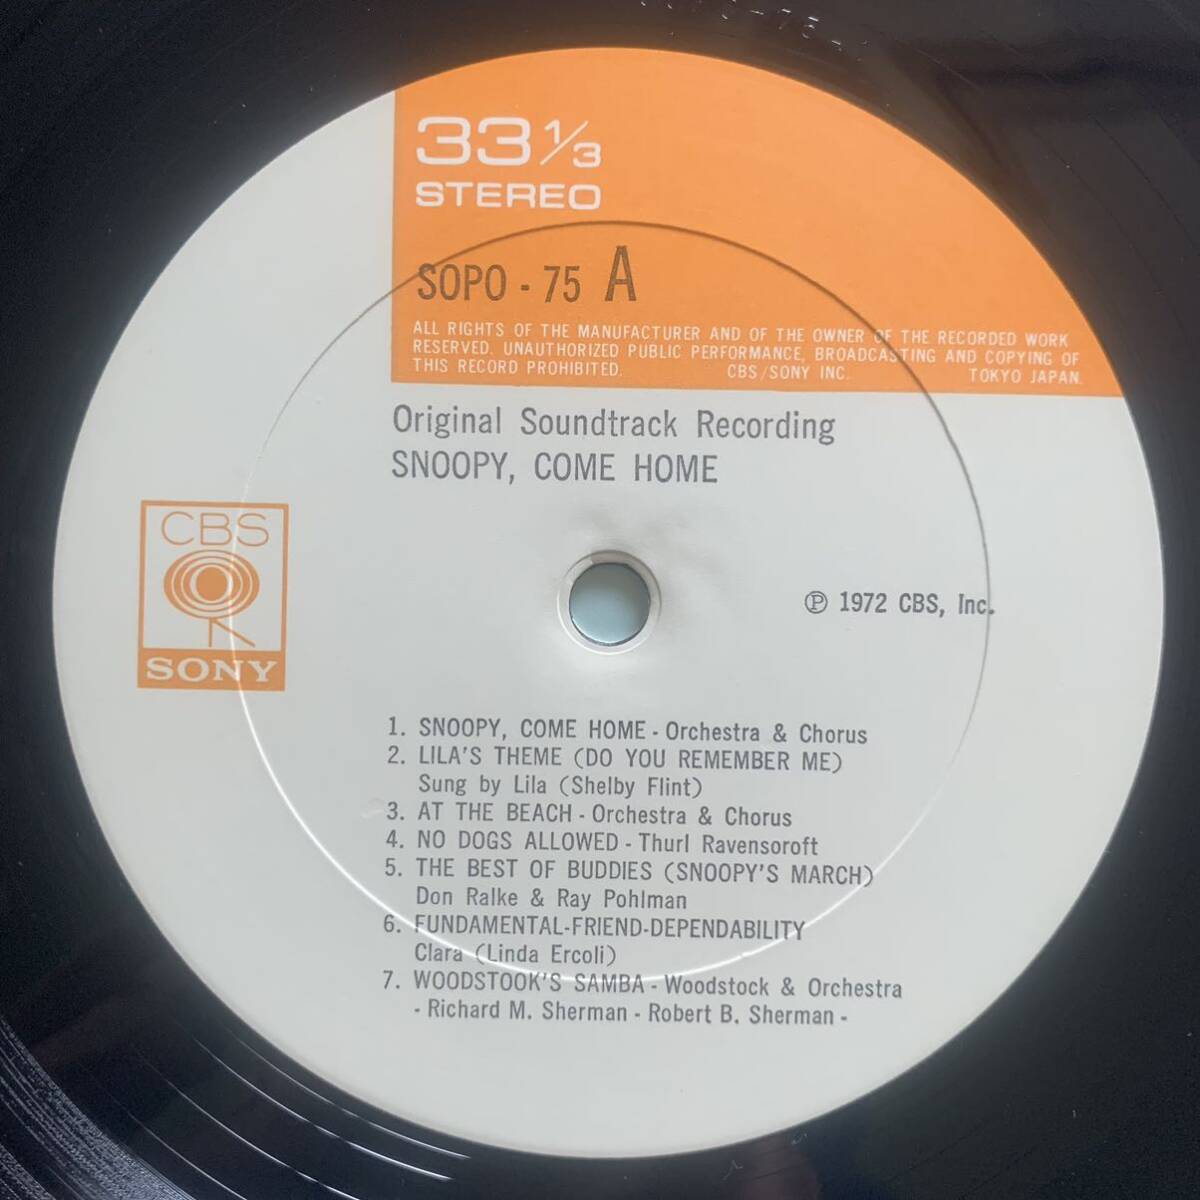 33 1/3
STEREO
SOPO - 75 A
ALL RIGHTS OF THE MANUFACTURER AND OF THE OWNER OF THE RECORDED WORK
RESERVED. UNAUTHORIZED PUBLIC PERFORMANCE, BROADCASTING AND COPYING OF
THIS RECORD PROHIBITED. CBS/SONY INC. TOKYO JAPAN.
Original Soundtrack Recording
SNOOPY, COME HOME
CBS
SONY
℗ 1972 CBS, Inc.
1. SNOOPY, COME HOME - Orchestra & Chorus
2. LILA'S THEME (DO YOU REMEMBER ME)
Sung by Lila (Shelby Flint)
3. AT THE BEACH - Orchestra & Chorus
4. NO DOGS ALLOWED - Thurl Ravensoroft
5. THE BEST OF BUDDIES (SNOOPY'S MARCH)
Don Ralke & Ray Pohlman
6. FUNDAMENTAL-FRIEND-DEPENDABILITY
Clara (Linda Ercoli)
7. WOODSTOOK'S SAMBA - Woodstock & Orchestra
- Richard M. Sherman - Robert B. Sherman -